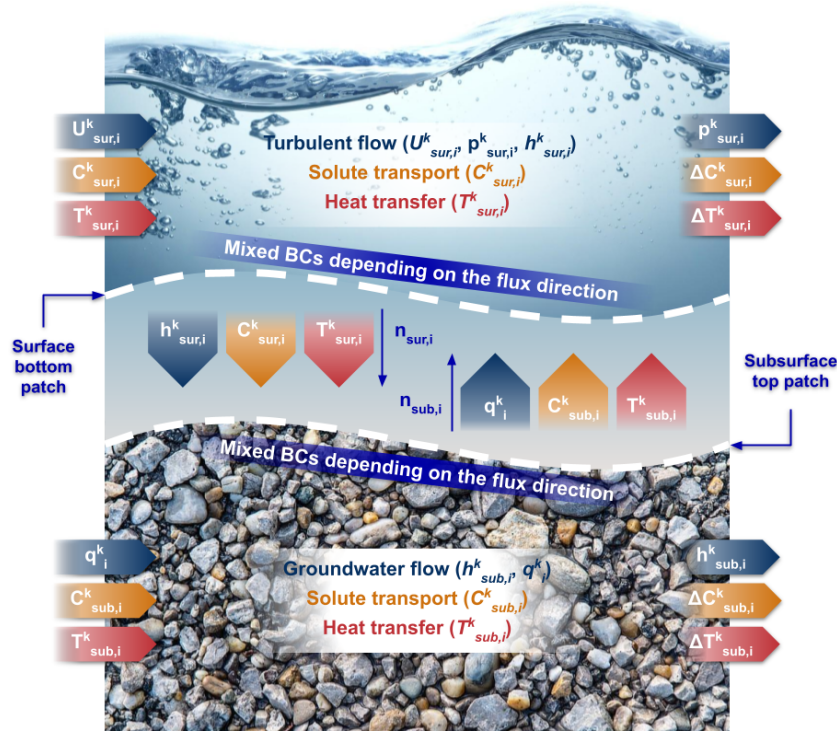 U^k_sur,i
C^k_sur,i
T^k_sur,i
Turbulent flow (U^k_sur,i, p^k_sur,i, h^k_sur,i)
Solute transport (C^k_sur,i)
Heat transfer (T^k_sur,i)
p^k_sur,i
ΔC^k_sur,i
ΔT^k_sur,i
Mixed BCs depending on the flux direction
Surface
bottom
patch
h^k_sur,i
C^k_sur,i
T^k_sur,i
n_sur,i
n_sub,i
q^k_i
C^k_sub,i
T^k_sub,i
Subsurface
top patch
Mixed BCs depending on the flux direction
q^k_i
C^k_sub,i
T^k_sub,i
Groundwater flow (h^k_sub,i, q^k_i)
Solute transport (C^k_sub,i)
Heat transfer (T^k_sub,i)
h^k_sub,i
ΔC^k_sub,i
ΔT^k_sub,i